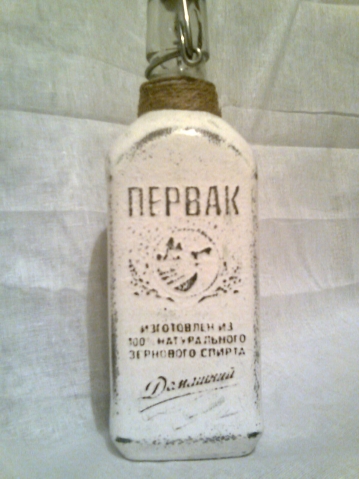 ПЕРВАК
ИЗГОТОВЛЕН ИЗ
100% НАТУРАЛЬНОГО
ЗЕРНОВОГО СПИРТА
Домашний